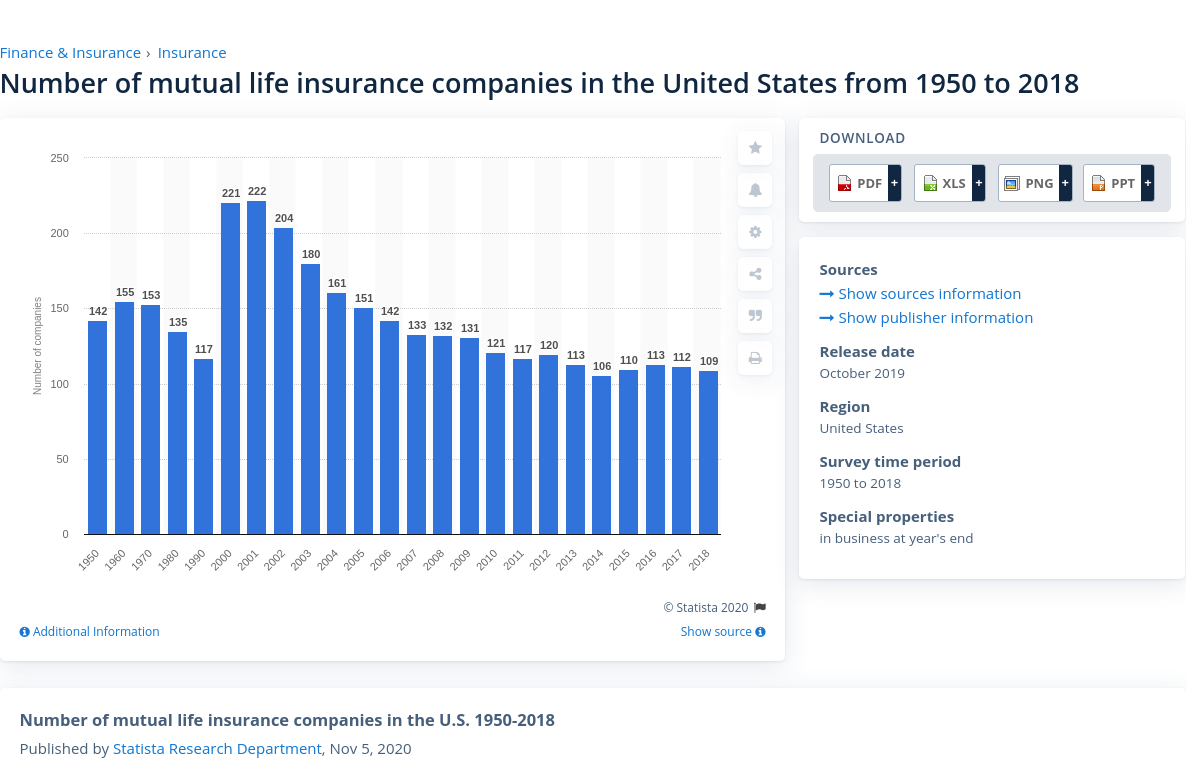 Finance & Insurance › Insurance
Number of mutual life insurance companies in the United States from 1950 to 2018
250
200
150
100
50
0
Number of companies
142
155
153
135
117
221
222
204
180
161
151
142
133
132
131
121
117
120
113
106
110
113
112
109
1950
1960
1970
1980
1990
2000
2001
2002
2003
2004
2005
2006
2007
2008
2009
2010
2011
2012
2013
2014
2015
2016
2017
2018
© Statista 2020
Additional Information
Show source
DOWNLOAD
PDF + XLS + PNG + PPT +
Sources
Show sources information
Show publisher information
Release date
October 2019
Region
United States
Survey time period
1950 to 2018
Special properties
in business at year's end
Number of mutual life insurance companies in the U.S. 1950-2018
Published by Statista Research Department, Nov 5, 2020